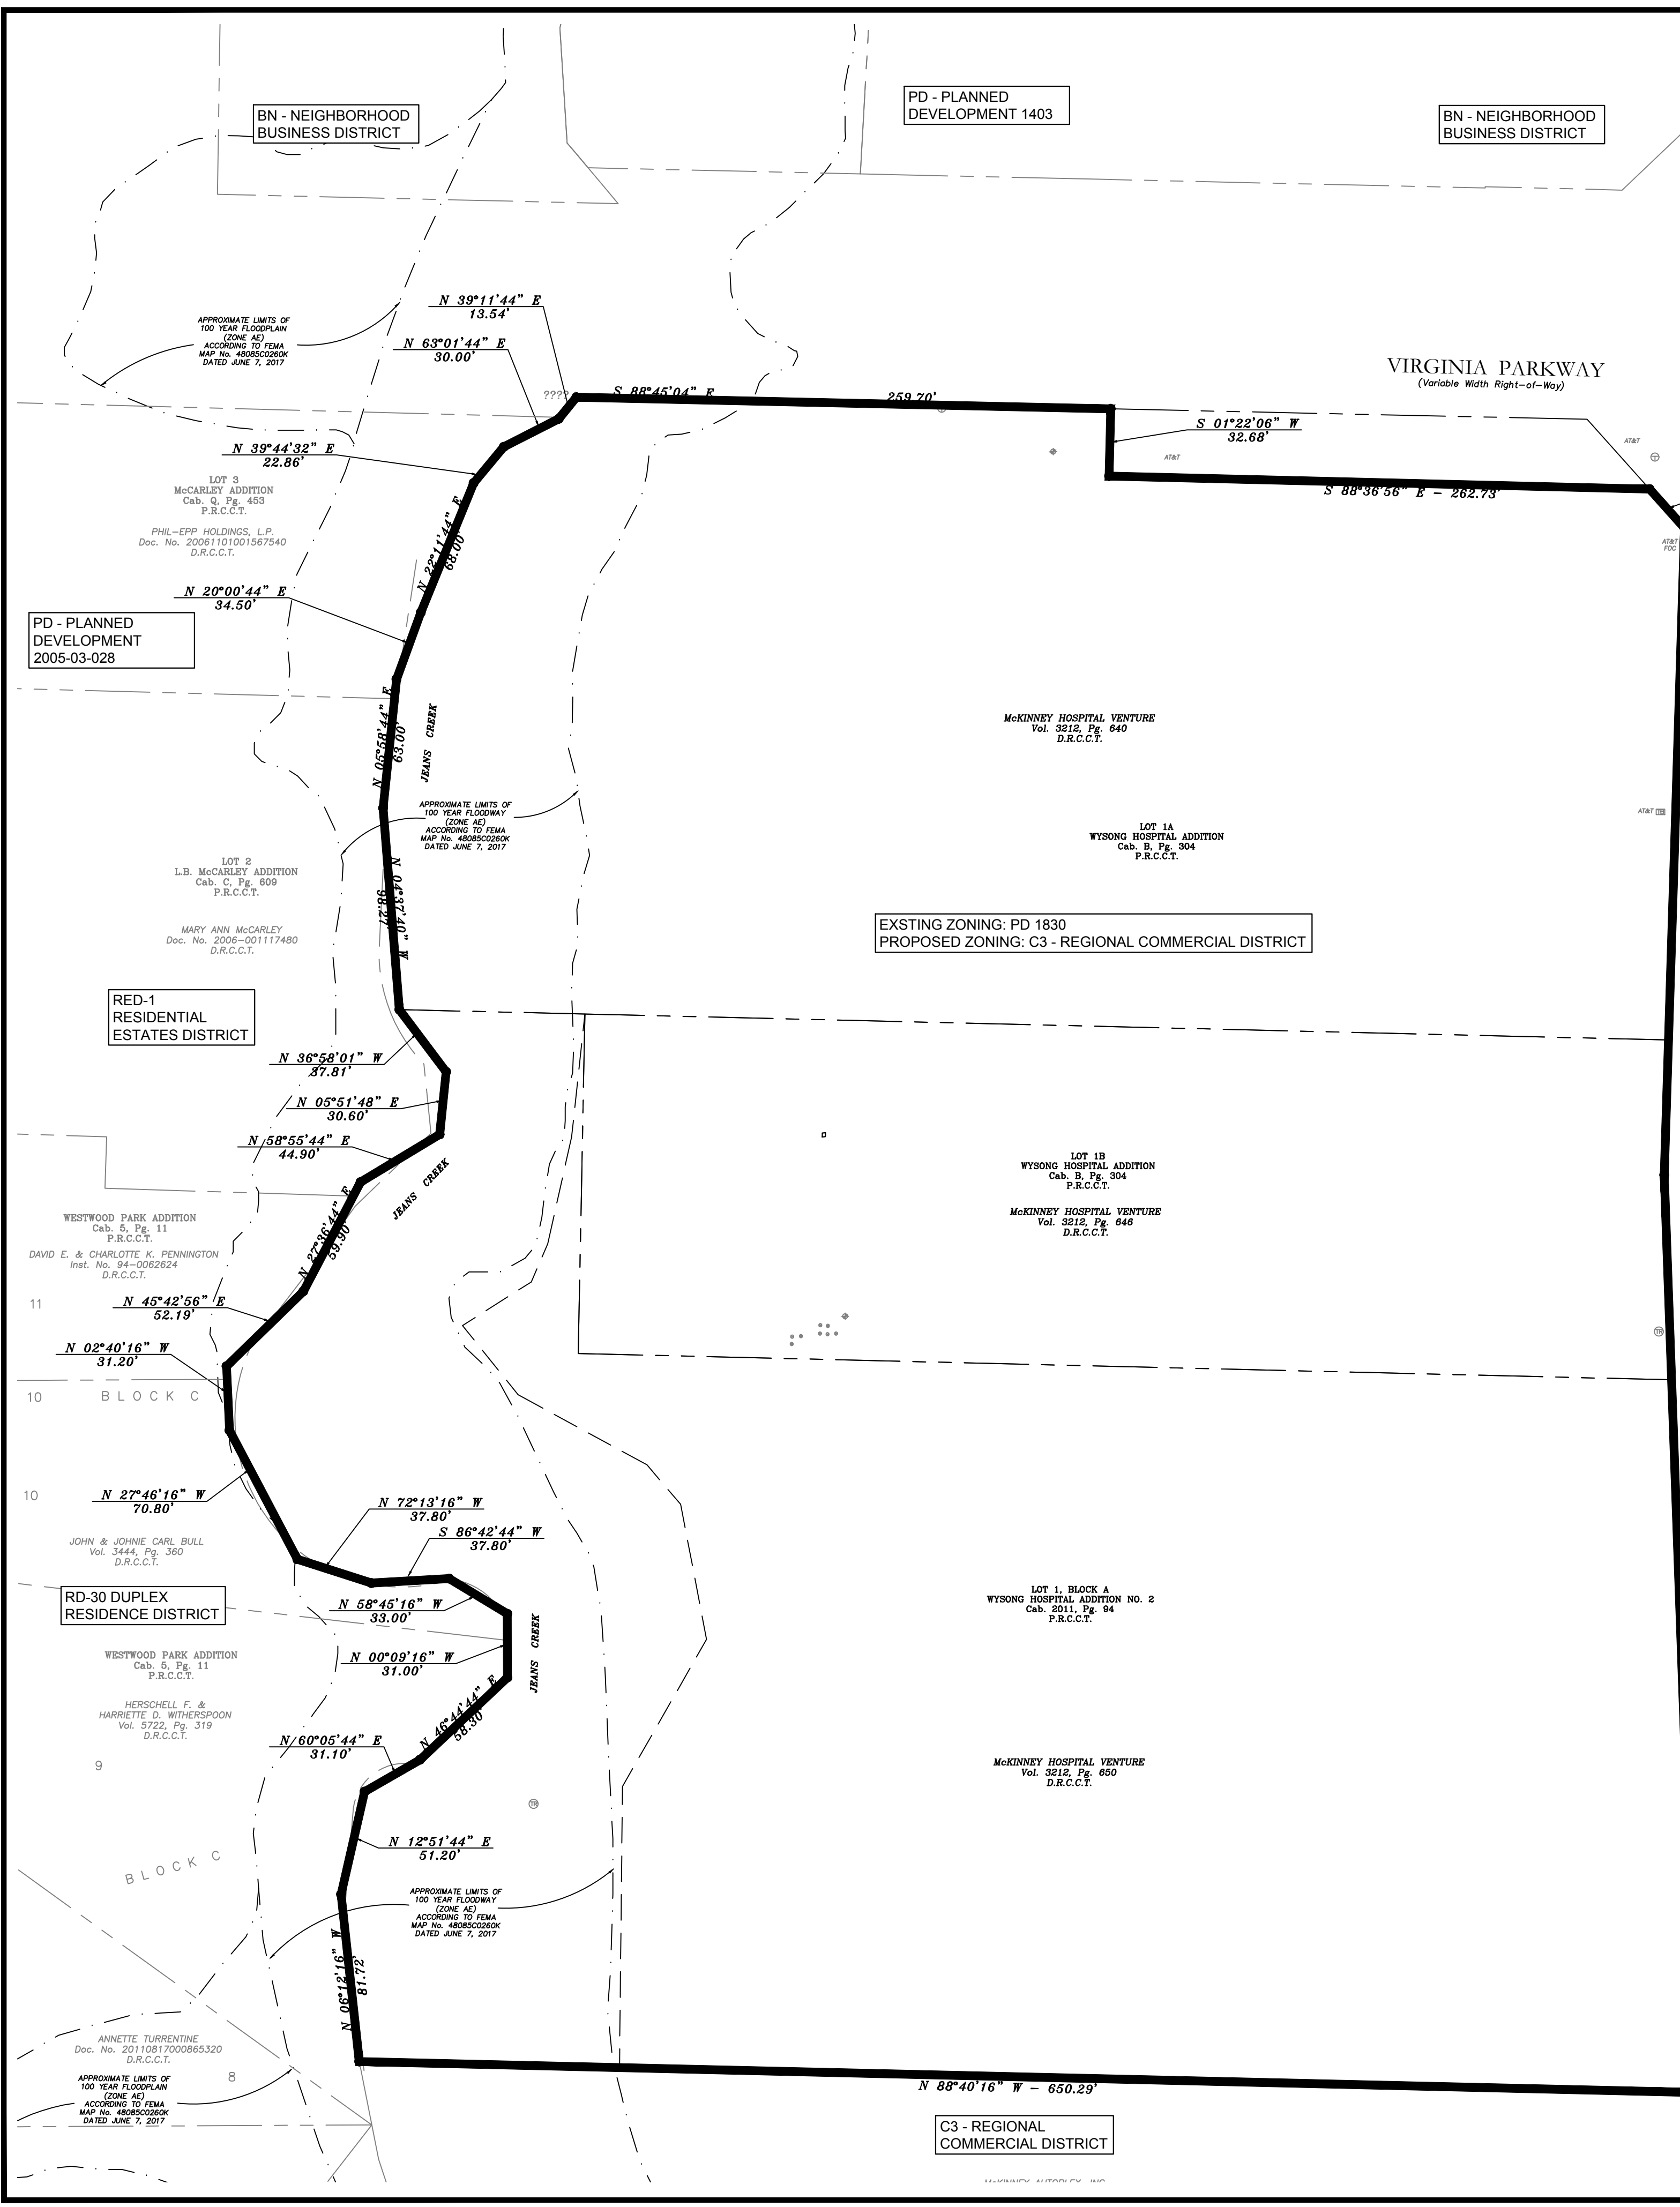 BN - NEIGHBORHOOD
BUSINESS DISTRICT
PD - PLANNED
DEVELOPMENT 1403
BN - NEIGHBORHOOD
BUSINESS DISTRICT
N 39°11'44" E
13.54'
APPROXIMATE LIMITS OF
100 YEAR FLOODPLAIN
(ZONE AE)
ACCORDING TO FEMA
MAP No. 48085C0260K
DATED JUNE 7, 2017
N 63°01'44" E
30.00'
VIRGINIA PARKWAY
(Variable Width Right-of-Way)
????
S 88°45'04" E
259.70'
S 01°22'06" W
32.68'
AT&T
AT&T
N 39°44'32" E
22.86'
S 88°36'56" E - 262.73'
LOT 3
McCARLEY ADDITION
Cab. Q, Pg. 453
P.R.C.C.T.
PHIL-EPP HOLDINGS, L.P.
Doc. No. 20061101001567540
D.R.C.C.T.
AT&T
FOC
N 22°11'44" E
68.00'
N 20°00'44" E
34.50'
PD - PLANNED
DEVELOPMENT
2005-03-028
N 05°58'44" E
63.00'
JEANS CREEK
McKINNEY HOSPITAL VENTURE
Vol. 3212, Pg. 640
D.R.C.C.T.
APPROXIMATE LIMITS OF
100 YEAR FLOODWAY
(ZONE AE)
ACCORDING TO FEMA
MAP No. 48085C0260K
DATED JUNE 7, 2017
AT&T
LOT 1A
WYSONG HOSPITAL ADDITION
Cab. B, Pg. 304
P.R.C.C.T.
LOT 2
L.B. McCARLEY ADDITION
Cab. C, Pg. 609
P.R.C.C.T.
N 04°37'40" W
98.27'
MARY ANN McCARLEY
Doc. No. 2006-001117480
D.R.C.C.T.
EXSTING ZONING: PD 1830
PROPOSED ZONING: C3 - REGIONAL COMMERCIAL DISTRICT
RED-1
RESIDENTIAL
ESTATES DISTRICT
N 36°58'01" W
37.81'
N 05°51'48" E
30.60'
N 58°55'44" E
44.90'
JEANS CREEK
LOT 1B
WYSONG HOSPITAL ADDITION
Cab. B, Pg. 304
P.R.C.C.T.
McKINNEY HOSPITAL VENTURE
Vol. 3212, Pg. 646
D.R.C.C.T.
N 27°36'44" E
59.90'
WESTWOOD PARK ADDITION
Cab. 5, Pg. 11
P.R.C.C.T.
DAVID E. & CHARLOTTE K. PENNINGTON
Inst. No. 94-0062624
D.R.C.C.T.
11
N 45°42'56" E
52.19'
TR
N 02°40'16" W
31.20'
10
BLOCK C
10
N 27°46'16" W
70.80'
N 72°13'16" W
37.80'
S 86°42'44" W
37.80'
JOHN & JOHNIE CARL BULL
Vol. 3444, Pg. 360
D.R.C.C.T.
RD-30 DUPLEX
RESIDENCE DISTRICT
N 58°45'16" W
33.00'
LOT 1, BLOCK A
WYSONG HOSPITAL ADDITION NO. 2
Cab. 2011, Pg. 94
P.R.C.C.T.
JEANS CREEK
N 00°09'16" W
31.00'
WESTWOOD PARK ADDITION
Cab. 5, Pg. 11
P.R.C.C.T.
HERSCHELL F. &
HARRIETTE D. WITHERSPOON
Vol. 5722, Pg. 319
D.R.C.C.T.
N 46°44'44" E
58.30'
N 60°05'44" E
31.10'
9
McKINNEY HOSPITAL VENTURE
Vol. 3212, Pg. 650
D.R.C.C.T.
TR
N 12°51'44" E
51.20'
BLOCK C
APPROXIMATE LIMITS OF
100 YEAR FLOODWAY
(ZONE AE)
ACCORDING TO FEMA
MAP No. 48085C0260K
DATED JUNE 7, 2017
N 06°12'16" W
81.72'
ANNETTE TURRENTINE
Doc. No. 20110817000865320
D.R.C.C.T.
8
APPROXIMATE LIMITS OF
100 YEAR FLOODPLAIN
(ZONE AE)
ACCORDING TO FEMA
MAP No. 48085C0260K
DATED JUNE 7, 2017
N 88°40'16" W - 650.29'
C3 - REGIONAL
COMMERCIAL DISTRICT
McKINNEY AUTOPLEX, INC.